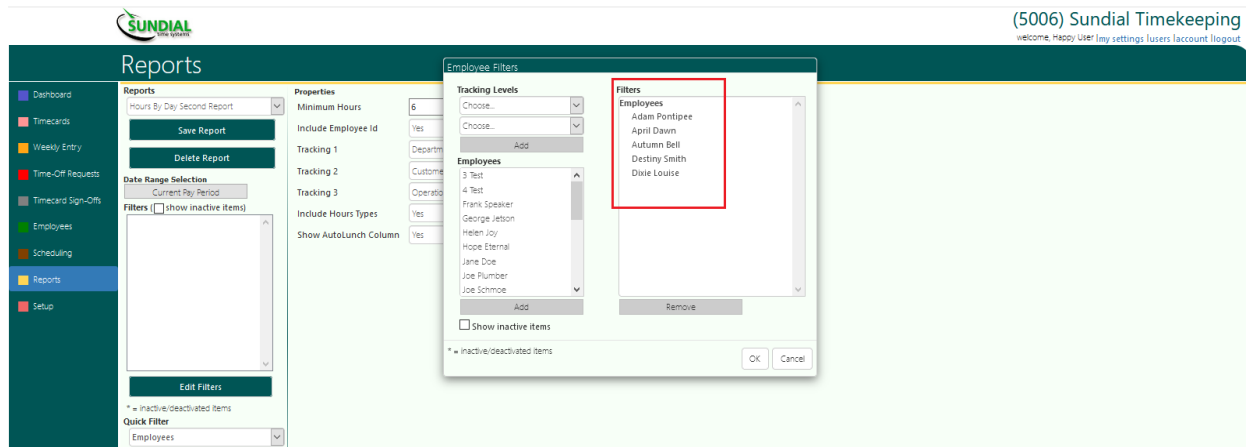 SUNDIAL
time systems
(5006) Sundial Timekeeping
welcome, Happy User |my settings |users |account |logout
Reports
Dashboard
Timecards
Weekly Entry
Time-Off Requests
Timecard Sign-Offs
Employees
Scheduling
Reports
Setup
Reports
Hours By Day Second Report
Save Report
Delete Report
Date Range Selection
Current Pay Period
Filters ( show inactive items)
Edit Filters
* = inactive/deactivated items
Quick Filter
Employees
Properties
Minimum Hours 6
Include Employee Id Yes
Tracking 1 Departm
Tracking 2 Custome
Tracking 3 Operatio
Include Hours Types Yes
Show AutoLunch Column Yes
Employee Filters
Tracking Levels
Choose...
Choose...
Add
Employees
3 Test
4 Test
Frank Speaker
George Jetson
Helen Joy
Hope Eternal
Jane Doe
Joe Plumber
Joe Schmoe
Add
Show inactive items
* = inactive/deactivated items
Filters
Employees
Adam Pontipee
April Dawn
Autumn Bell
Destiny Smith
Dixie Louise
Remove
OK Cancel